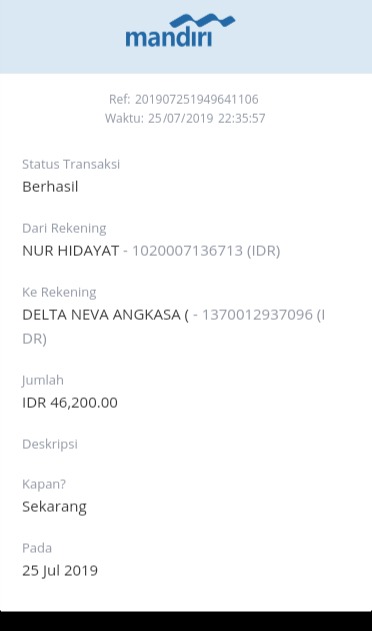 mandiri
Ref: 201907251949641106
Waktu: 25/07/2019 22:35:57
Status Transaksi
Berhasil
Dari Rekening
NUR HIDAYAT - 1020007136713 (IDR)
Ke Rekening
DELTA NEVA ANGKASA ( - 1370012937096 (I
DR)
Jumlah
IDR 46,200.00
Deskripsi
Kapan?
Sekarang
Pada
25 Jul 2019